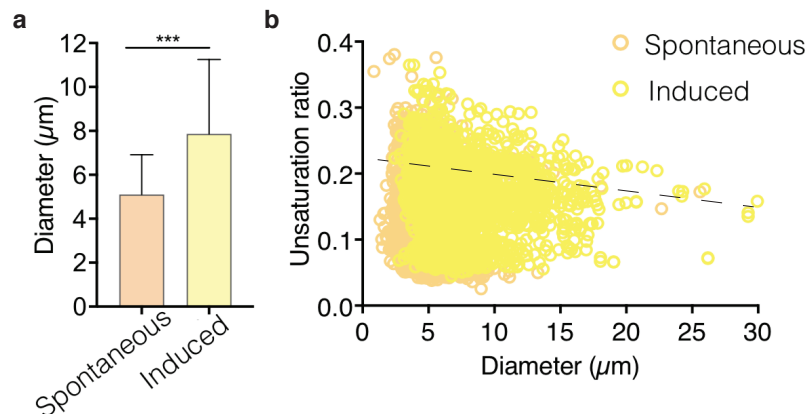 a
12
10
8
6
4
2
0
Diameter (µm)
***
Spontaneous
Induced
b
0.4
0.3
0.2
0.1
0.0
Unsaturation ratio
Spontaneous
Induced
0 5 10 15 20 25 30
Diameter (µm)